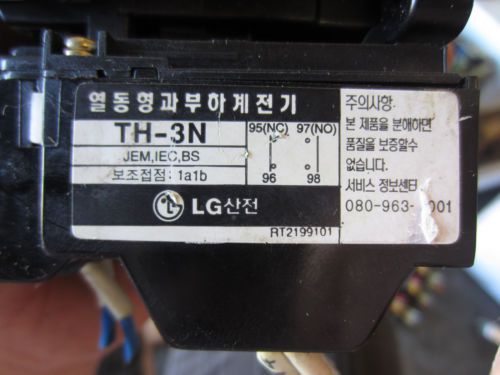 열동형과부하계전기
TH-3N
JEM,IEC,BS
보조접점: 1a1b
95(NC) 97(NO)
96 98
LG산전
RT2199101
주의사항.
본 제품을 분해하면
품질을 보증할수
없습니다.
서비스 정보센터
080-963- 001